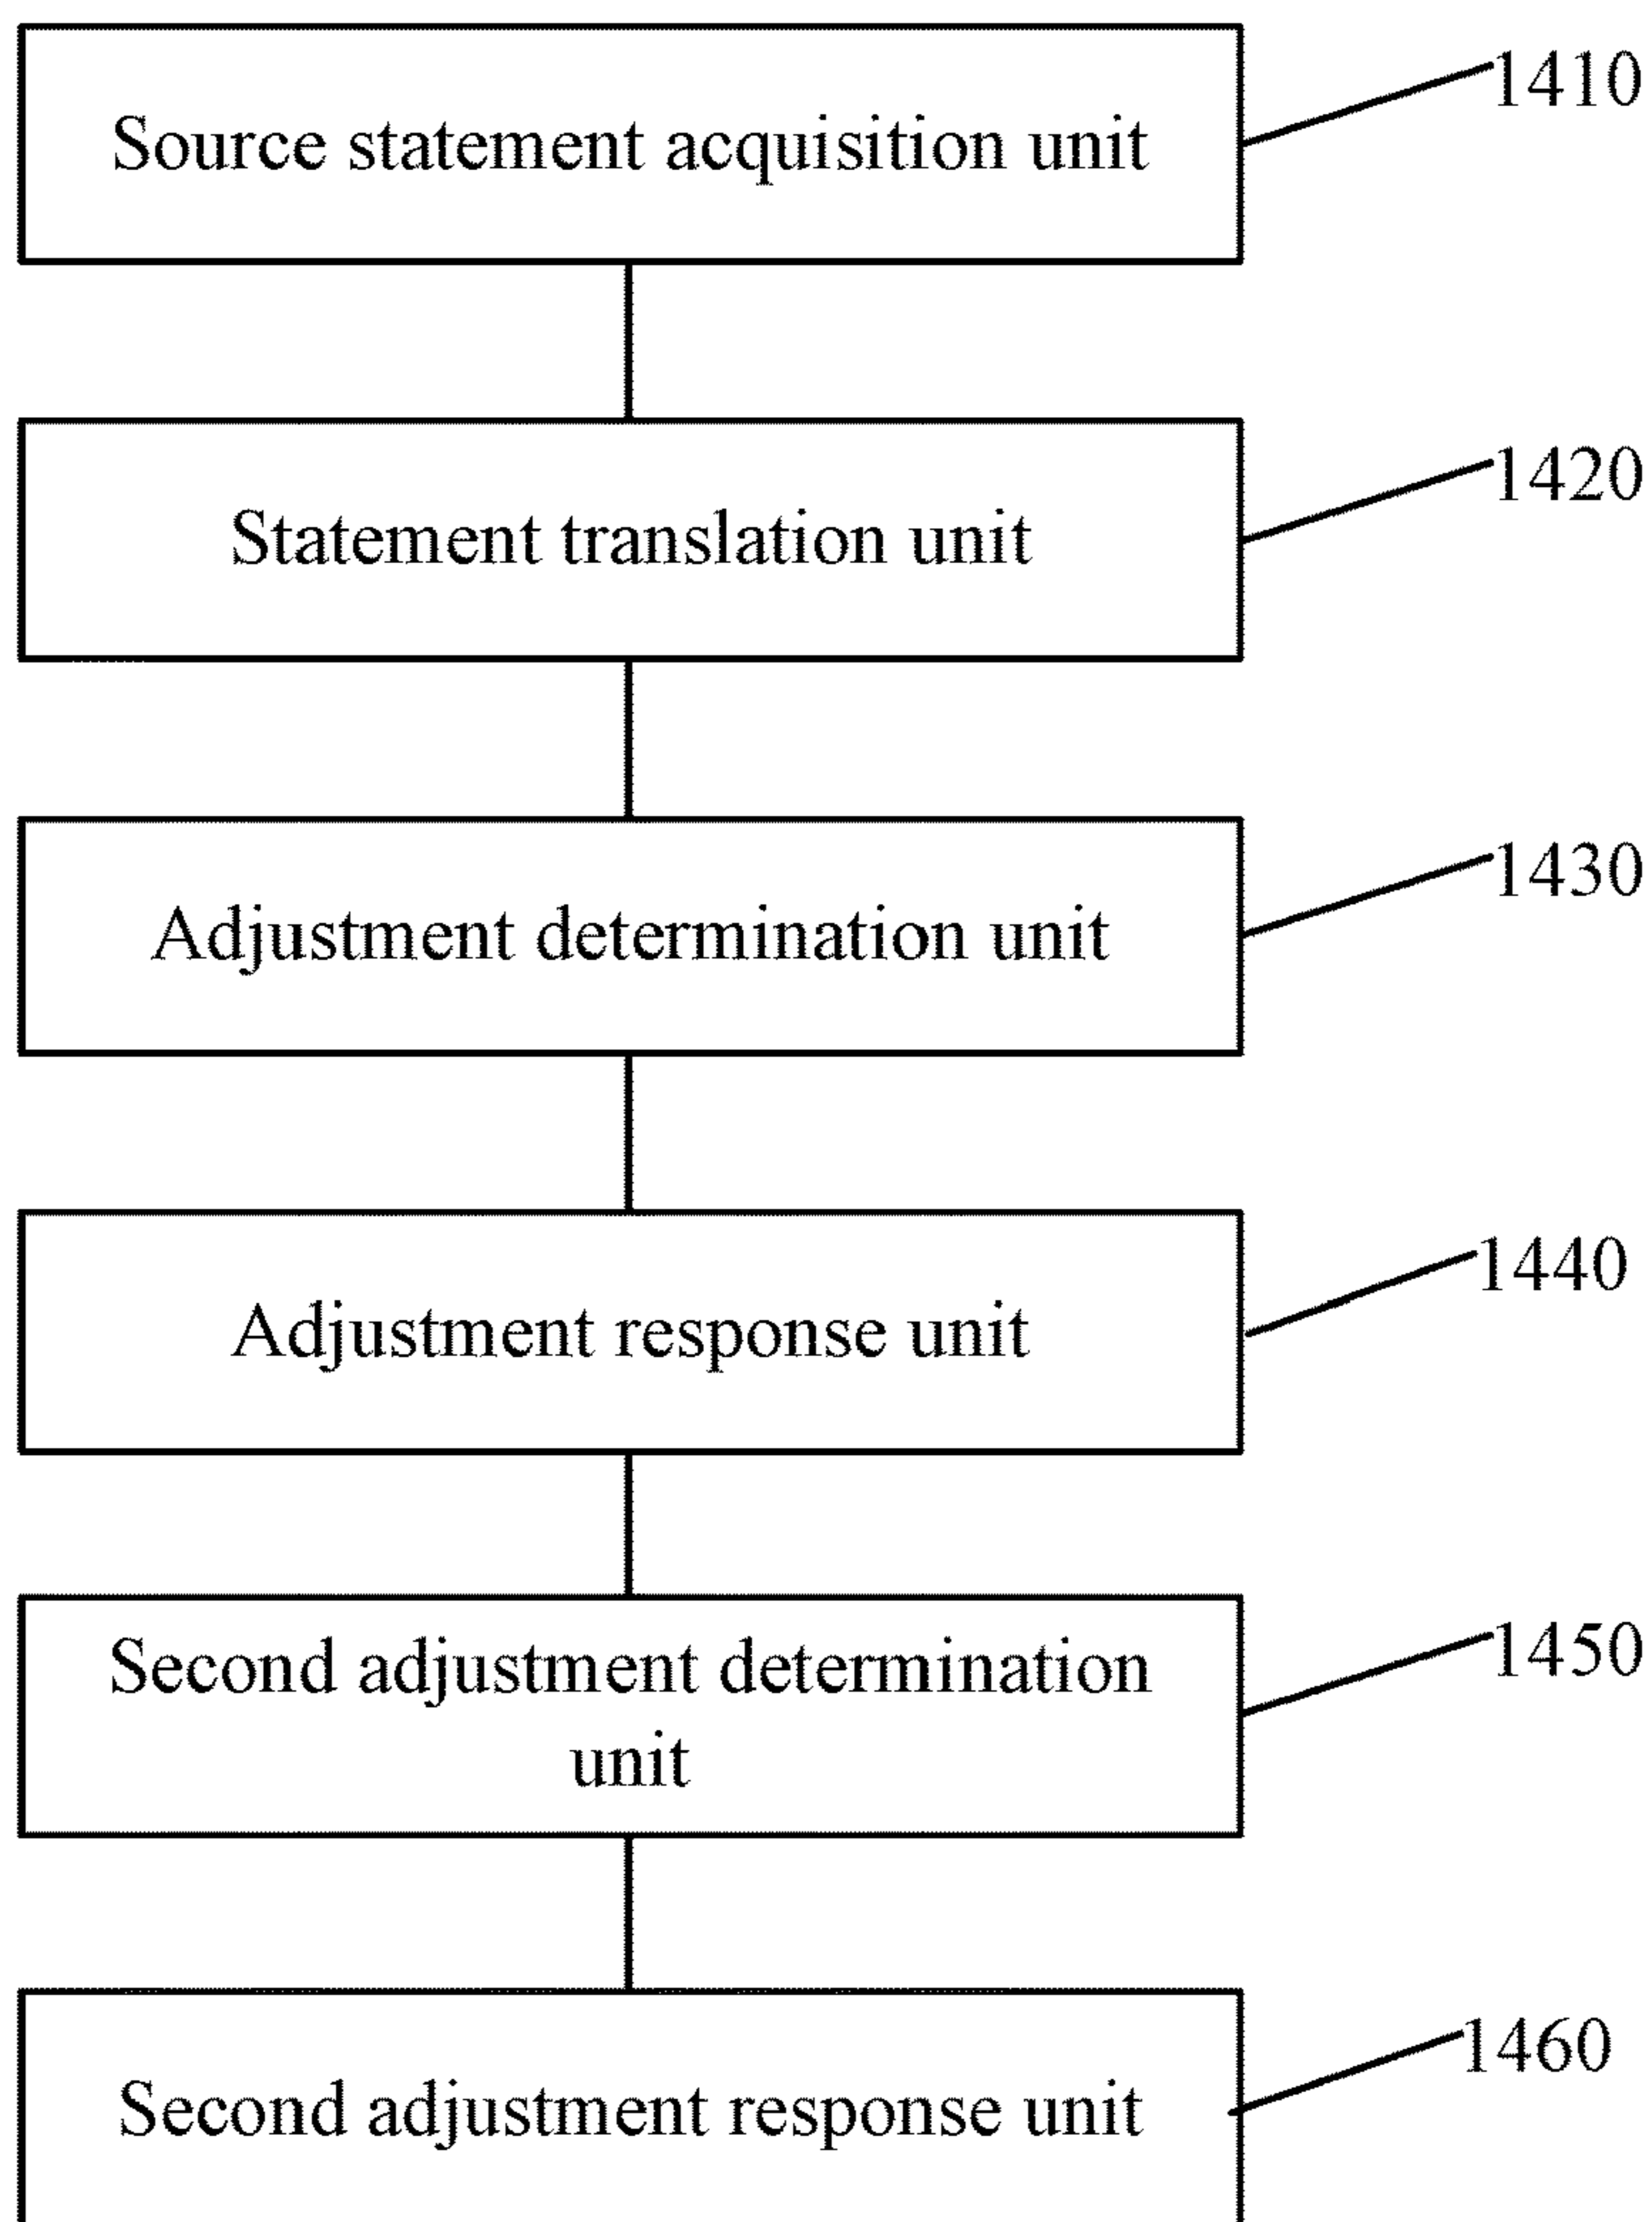 Source statement acquisition unit
1410
Statement translation unit
1420
Adjustment determination unit
1430
Adjustment response unit
1440
Second adjustment determination
unit
1450
Second adjustment response unit
1460